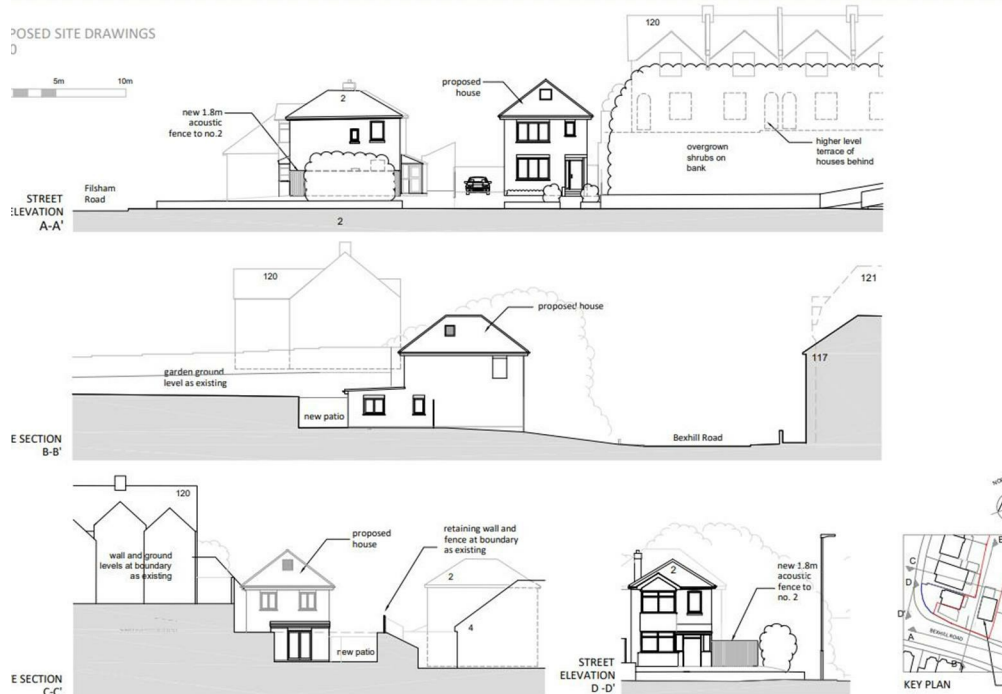 POSED SITE DRAWINGS
0
5m
10m
120
proposed
house
2
new 1.8m
acoustic
fence to no.2
overgrown
shrubs on
bank
higher level
terrace of
houses behind
STREET
ELEVATION
A-A'
Filsham
Road
2
120
proposed house
121
117
garden ground
level as existing
new patio
Bexhill Road
E SECTION
B-B'
120
proposed
house
retaining wall and
fence at boundary
as existing
wall and ground
levels at boundary
as existing
2
4
new patio
E SECTION
C-C'
2
new 1.8m
acoustic
fence to
no. 2
STREET
ELEVATION
D -D'
C
D
D'
A
B
BEXHILL ROAD
B'
KEY PLAN